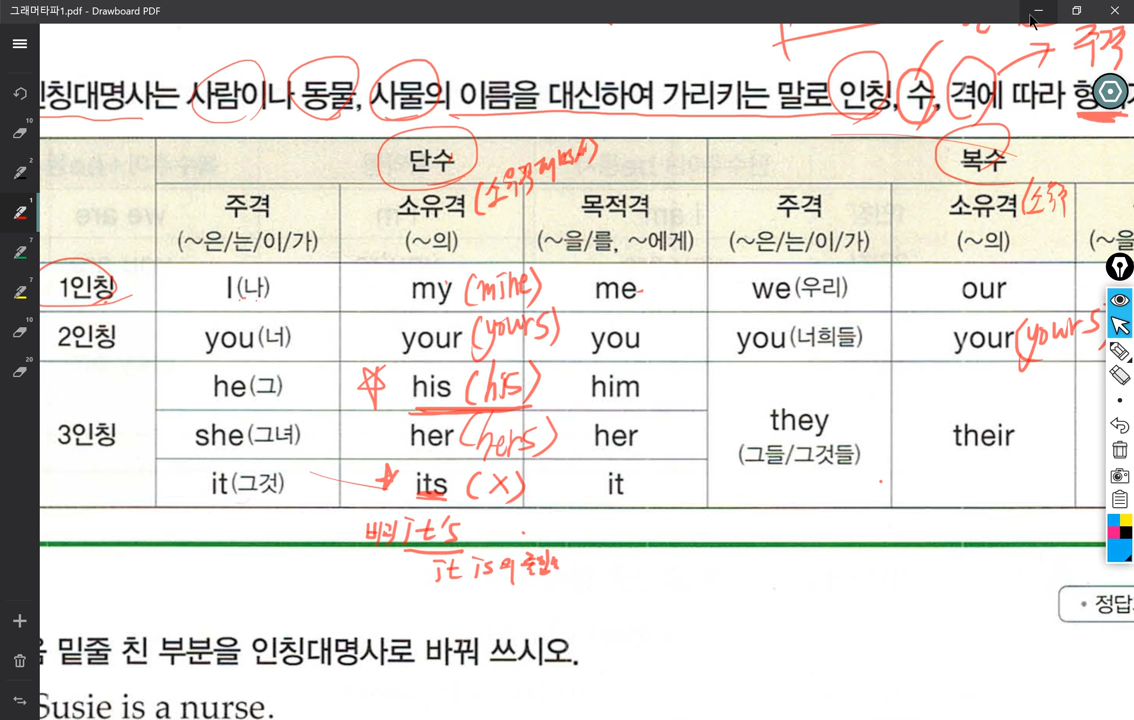 그래머타파1.pdf - Drawboard PDF
주격
인칭대명사는 사람이나 동물, 사물의 이름을 대신하여 가리키는 말로 인칭, 수, 격에 따라
단수 복수
주격 소유격 목적격 주격 소유격 (소유
(~은/는/이/가) (~의) (~을/를, ~에게) (~은/는/이/가) (~의) (~을
1인칭 I(나) my (mine) me we(우리) our
2인칭 you(너) your (yours) you you(너희들) your (yours)
he(그) his (his) him
3인칭 she(그녀) her (hers) her they their
(그들/그것들)
it(그것) its (X) it
비교 it's
it is의
정답
밑줄 친 부분을 인칭대명사로 바꿔 쓰시오.
Susie is a nurse.